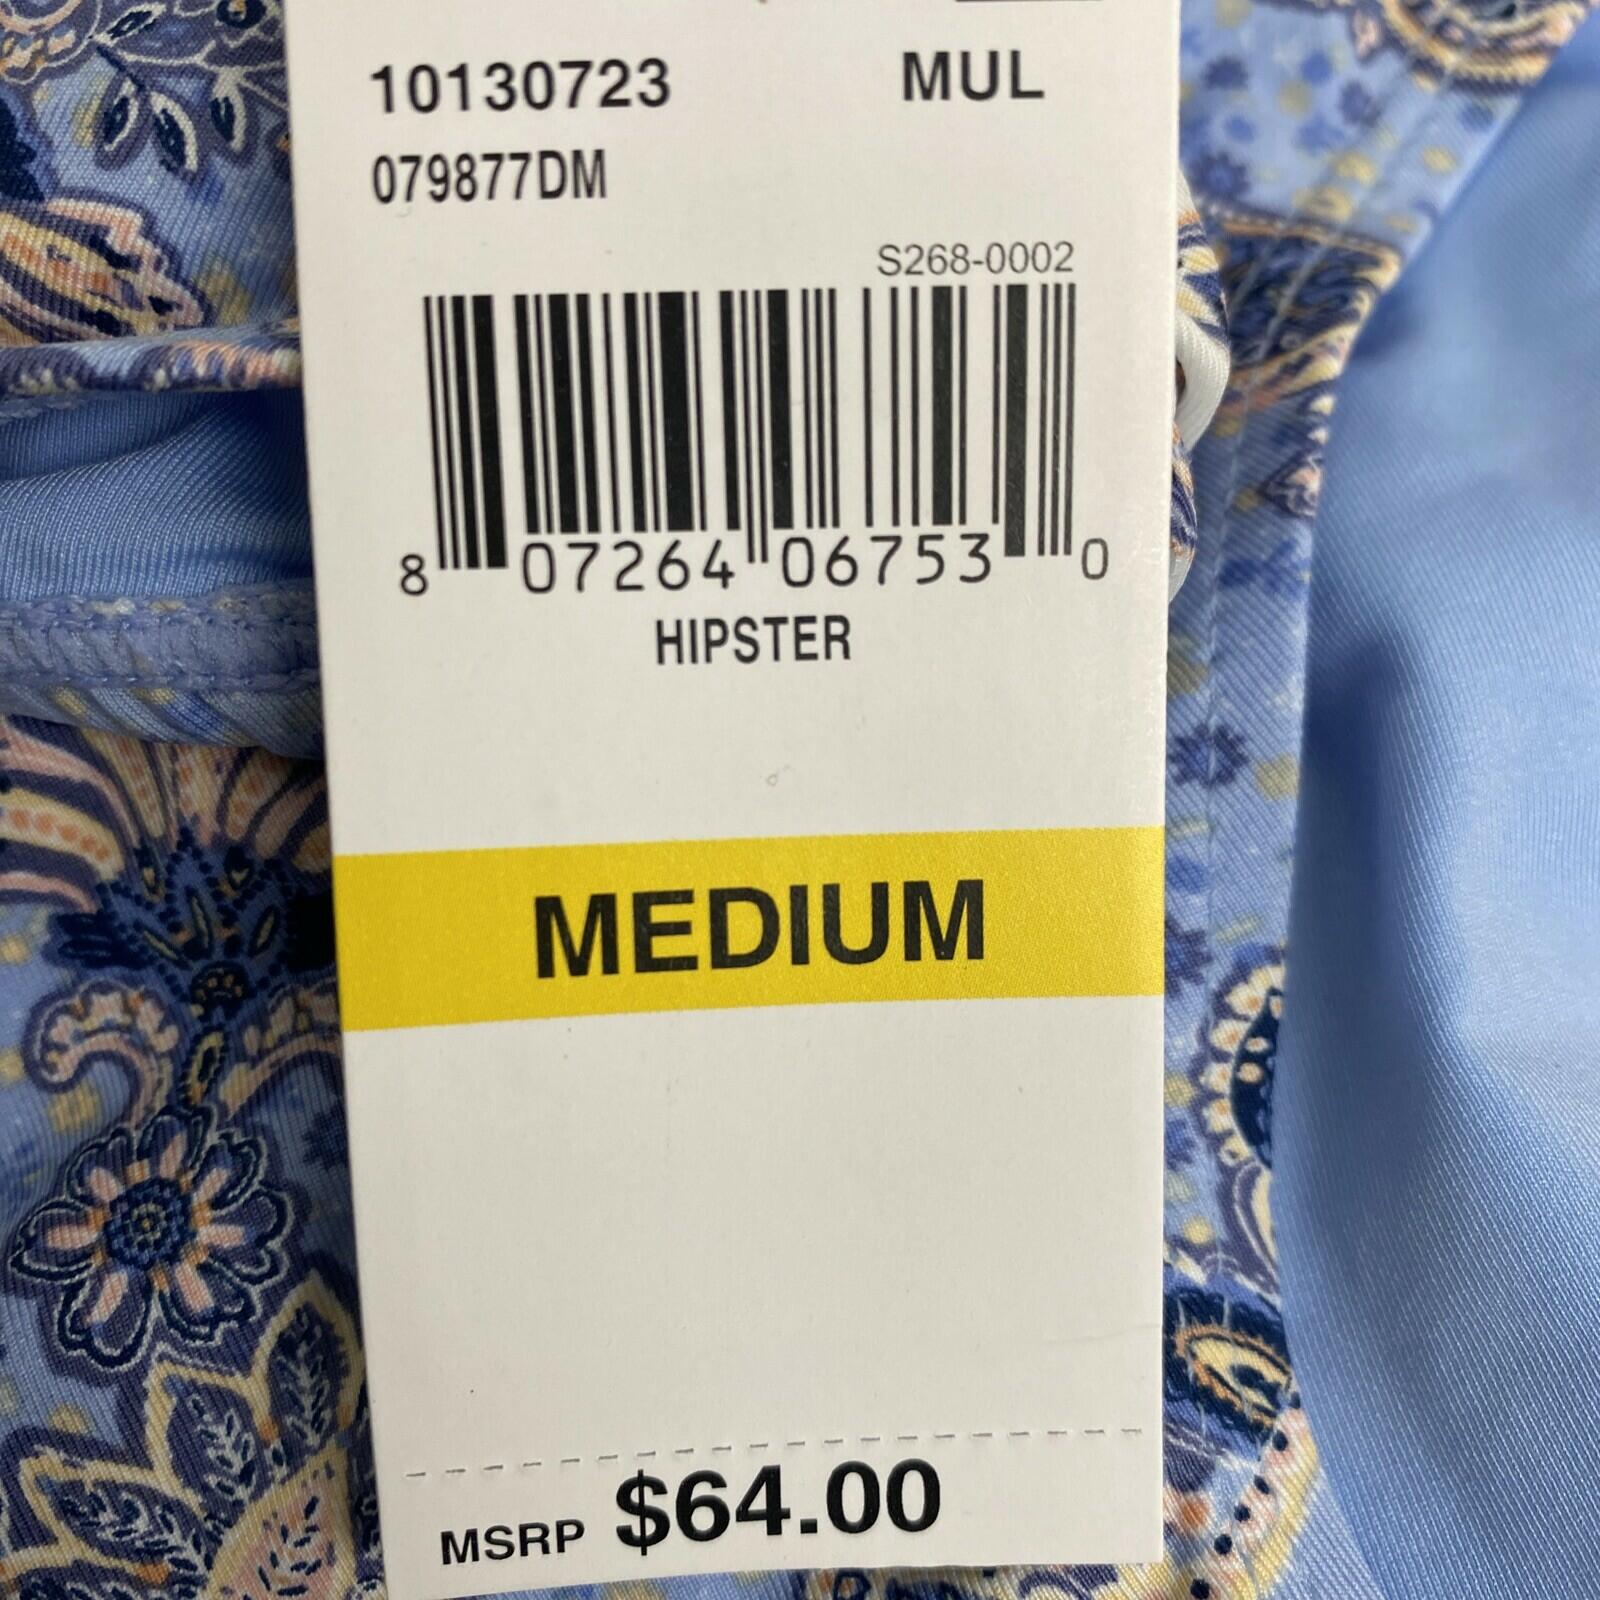 10130723 MUL
079877DM
S268-0002
8 07264 06753 0
HIPSTER
MEDIUM
MSRP $64.00